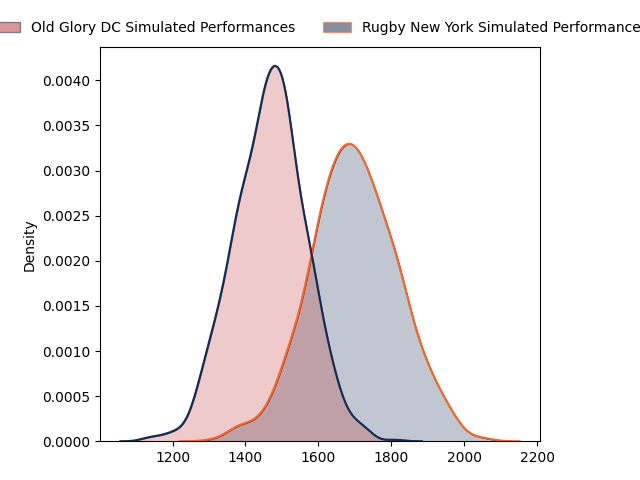 Old Glory DC Simulated Performances
Rugby New York Simulated Performance
Density
0.0040
0.0035
0.0030
0.0025
0.0020
0.0015
0.0010
0.0005
0.0000
1200 1400 1600 1800 2000 2200